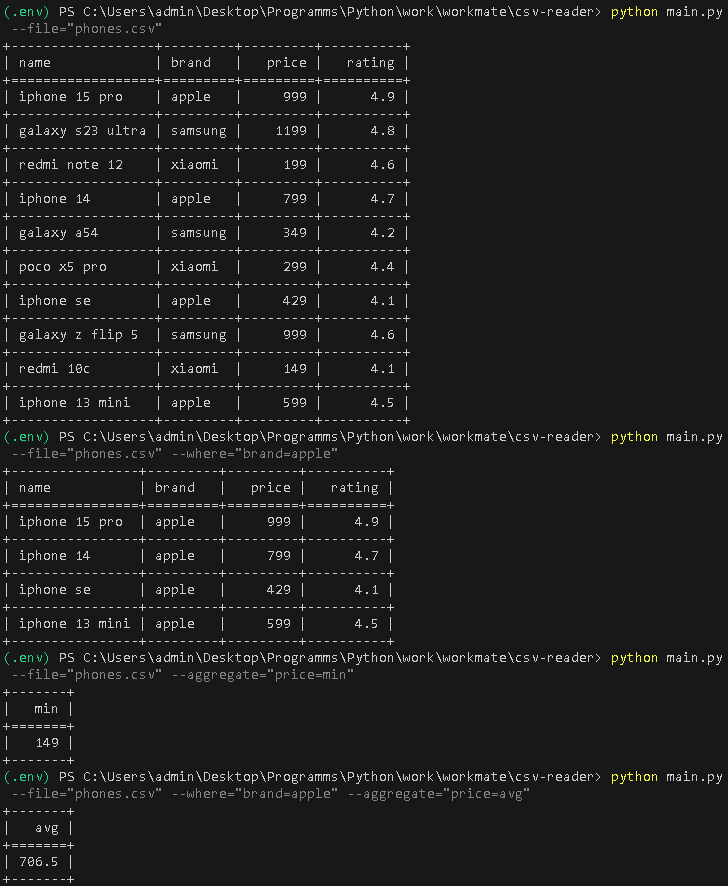 (.env) PS C:\Users\admin\Desktop\Programms\Python\work\workmate\csv-reader> python main.py
 --file="phones.csv"
+------------------+---------+---------+----------+
| name             | brand   |   price |   rating |
+==================+=========+=========+==========+
| iphone 15 pro    | apple   |     999 |      4.9 |
+------------------+---------+---------+----------+
| galaxy s23 ultra | samsung |    1199 |      4.8 |
+------------------+---------+---------+----------+
| redmi note 12    | xiaomi  |     199 |      4.6 |
+------------------+---------+---------+----------+
| iphone 14        | apple   |     799 |      4.7 |
+------------------+---------+---------+----------+
| galaxy a54       | samsung |     349 |      4.2 |
+------------------+---------+---------+----------+
| poco x5 pro      | xiaomi  |     299 |      4.4 |
+------------------+---------+---------+----------+
| iphone se        | apple   |     429 |      4.1 |
+------------------+---------+---------+----------+
| galaxy z flip 5  | samsung |     999 |      4.6 |
+------------------+---------+---------+----------+
| redmi 10c        | xiaomi  |     149 |      4.1 |
+------------------+---------+---------+----------+
| iphone 13 mini   | apple   |     599 |      4.5 |
+------------------+---------+---------+----------+
(.env) PS C:\Users\admin\Desktop\Programms\Python\work\workmate\csv-reader> python main.py
 --file="phones.csv" --where="brand=apple"
+----------------+---------+---------+----------+
| name           | brand   |   price |   rating |
+================+=========+=========+==========+
| iphone 15 pro  | apple   |     999 |      4.9 |
+----------------+---------+---------+----------+
| iphone 14      | apple   |     799 |      4.7 |
+----------------+---------+---------+----------+
| iphone se      | apple   |     429 |      4.1 |
+----------------+---------+---------+----------+
| iphone 13 mini | apple   |     599 |      4.5 |
+----------------+---------+---------+----------+
(.env) PS C:\Users\admin\Desktop\Programms\Python\work\workmate\csv-reader> python main.py
 --file="phones.csv" --aggregate="price=min"
+-------+
|   min |
+=======+
|   149 |
+-------+
(.env) PS C:\Users\admin\Desktop\Programms\Python\work\workmate\csv-reader> python main.py
 --file="phones.csv" --where="brand=apple" --aggregate="price=avg"
+-------+
|   avg |
+=======+
| 706.5 |
+-------+